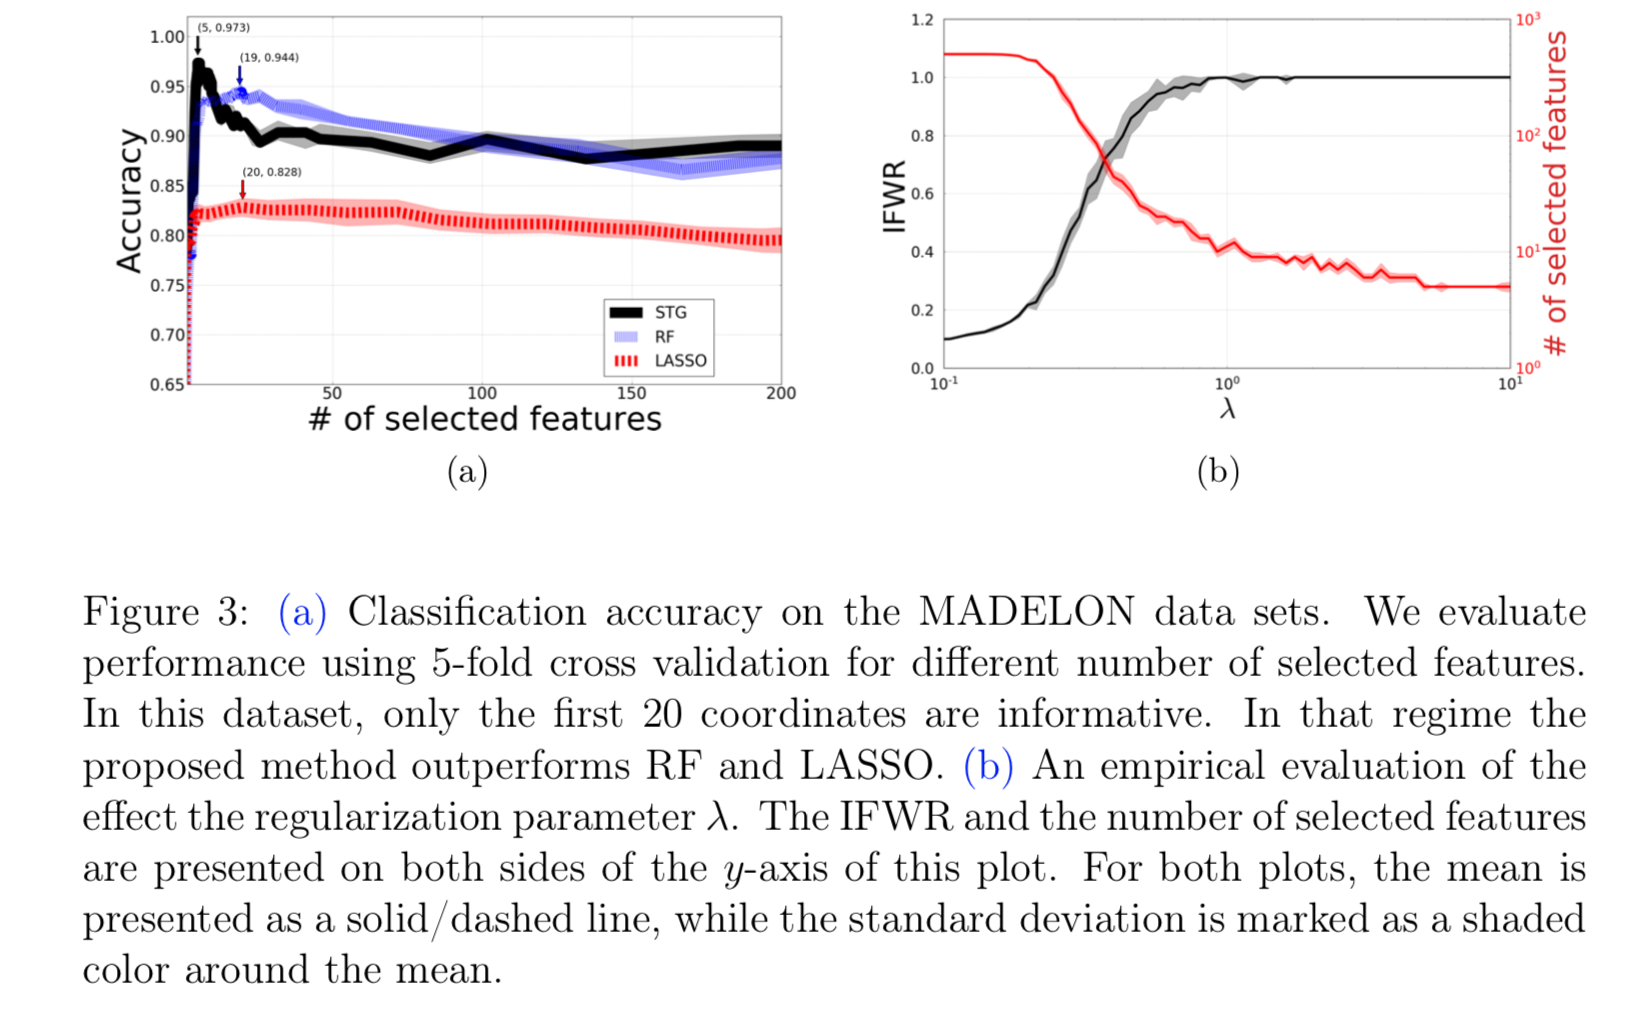 (5, 0.973)
(19, 0.944)
(20, 0.828)
1.00
0.95
0.90
0.85
0.80
0.75
0.70
0.65
Accuracy
STG
RF
LASSO
50 100 150 200
# of selected features
(a)
1.2
1.0
0.8
0.6
0.4
0.2
0.0
IFWR
10³
10²
10¹
10⁰
# of selected features
10⁻¹ 10⁰ 10¹
λ
(b)
Figure 3: (a) Classification accuracy on the MADELON data sets. We evaluate
performance using 5-fold cross validation for different number of selected features.
In this dataset, only the first 20 coordinates are informative. In that regime the
proposed method outperforms RF and LASSO. (b) An empirical evaluation of the
effect the regularization parameter λ. The IFWR and the number of selected features
are presented on both sides of the y-axis of this plot. For both plots, the mean is
presented as a solid/dashed line, while the standard deviation is marked as a shaded
color around the mean.